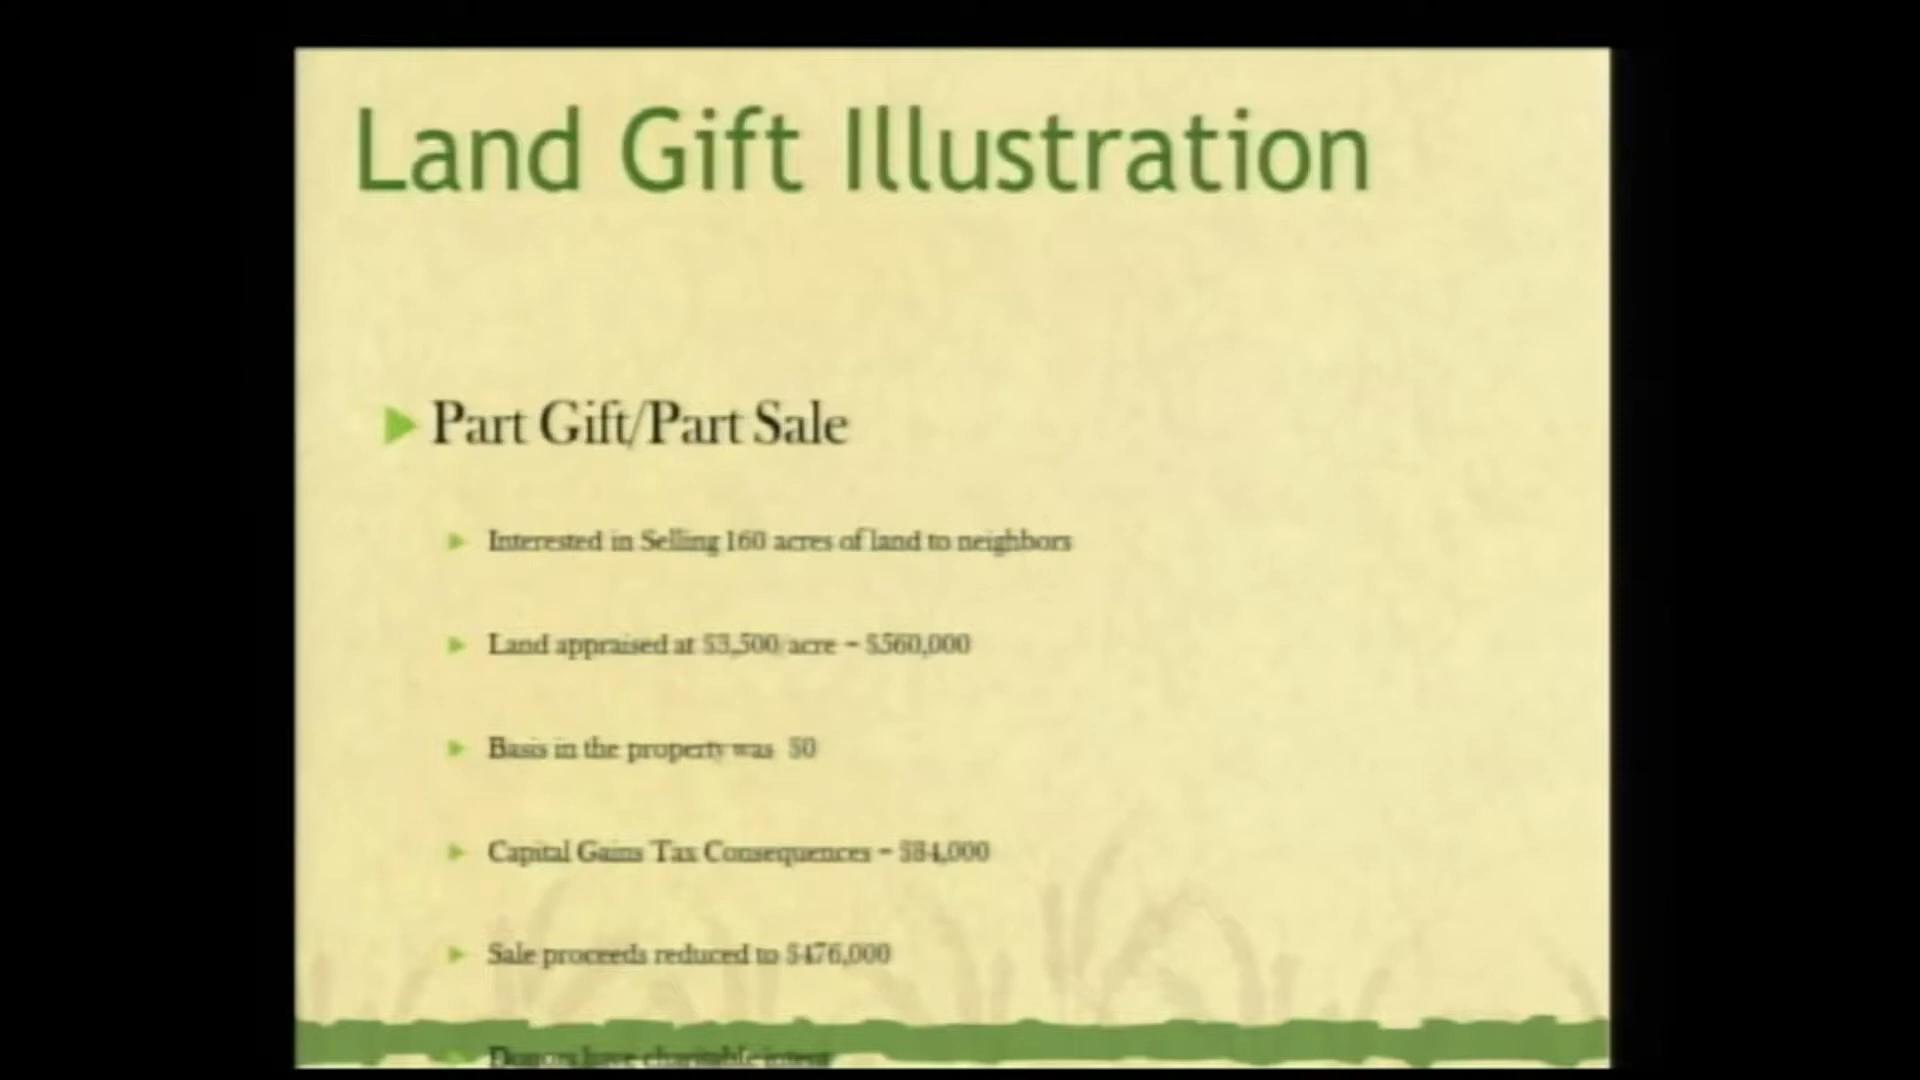 Land Gift Illustration
Part Gift/Part Sale
Interested in Selling 160 acres of land to neighbors
Land appraised at $3,500/acre - $560,000
Basis in the property was $0
Capital Gains Tax Consequences - $84,000
Sale proceeds reduced to $476,000
Donors have charitable intent